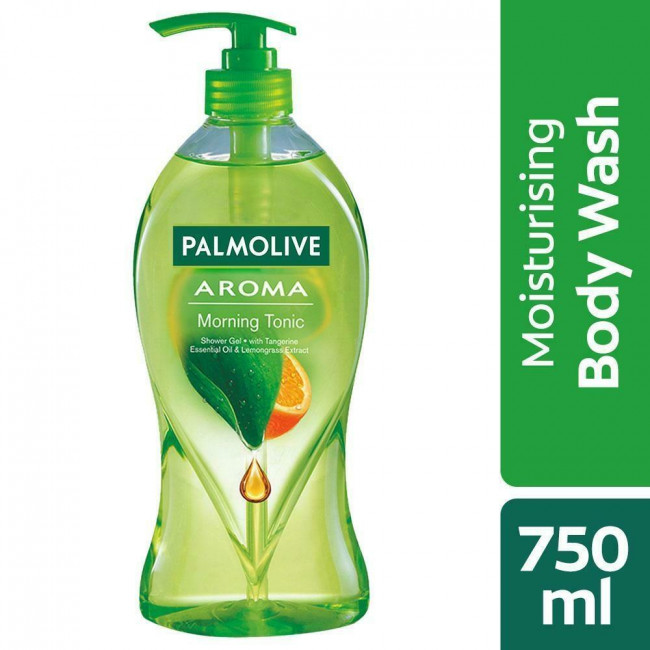 PALMOLIVE
AROMA
Morning Tonic
Shower Gel • with Tangerine
Essential Oil & Lemongrass Extract
Moisturising
Body Wash
750
ml